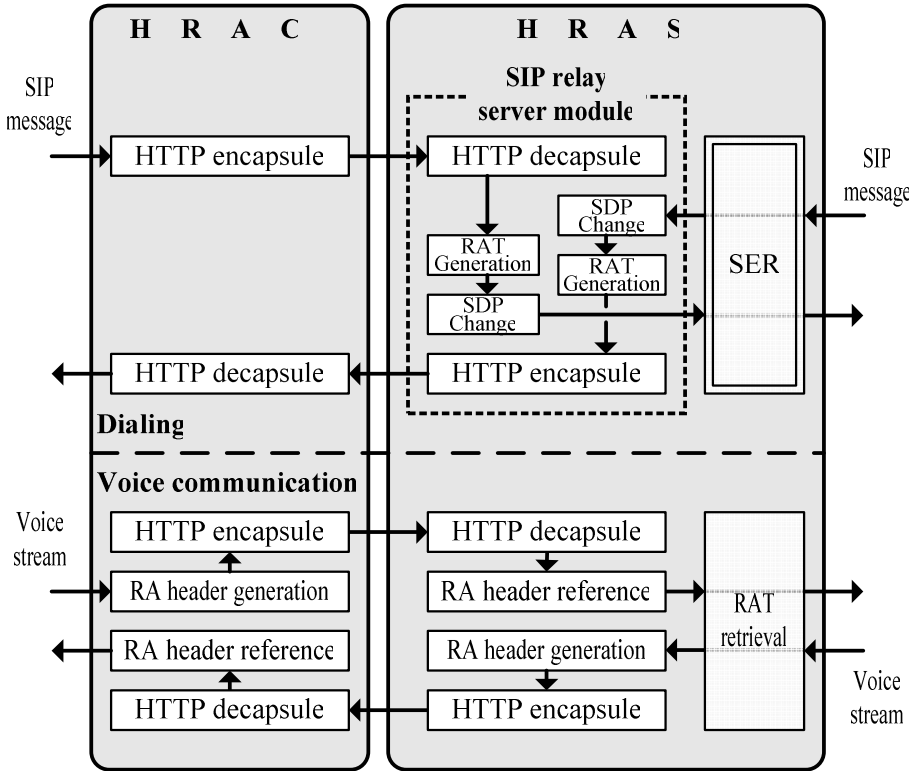 H R A C
H R A S
SIP relay
server module
SIP
message
HTTP encapsule
HTTP decapsule
SIP
message
SDP
Change
RAT
Generation
RAT
Generation
SER
SDP
Change
HTTP decapsule
HTTP encapsule
Dialing
Voice communication
Voice
stream
HTTP encapsule
HTTP decapsule
RA header generation
RA header reference
RAT
retrieval
RA header reference
RA header generation
HTTP decapsule
HTTP encapsule
Voice
stream